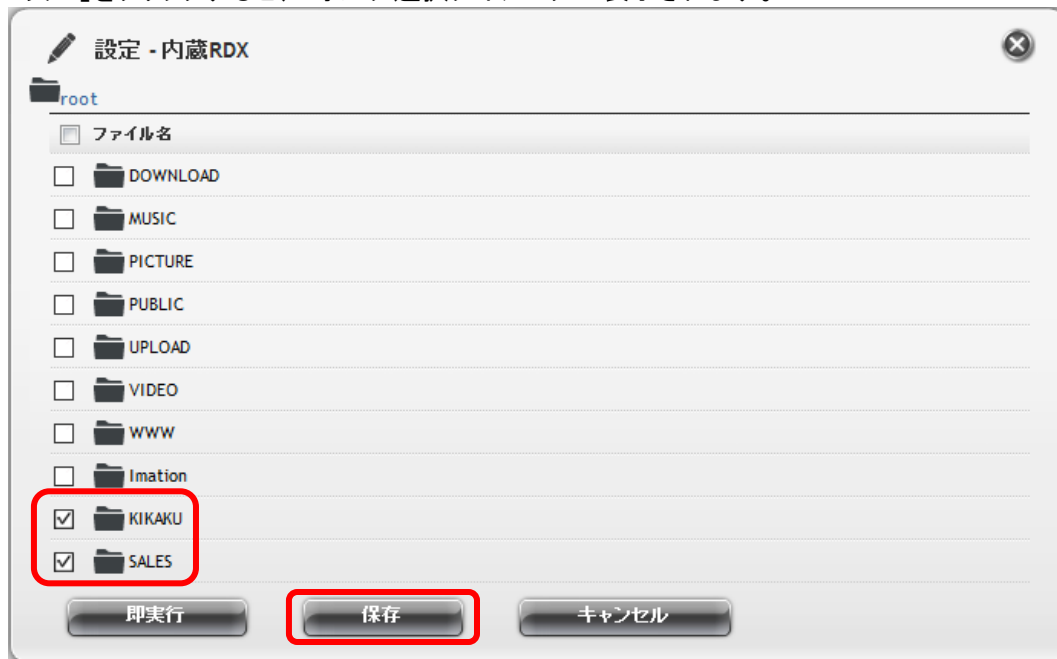 設定 - 内蔵RDX
root
ファイル名
DOWNLOAD
MUSIC
PICTURE
PUBLIC
UPLOAD
VIDEO
WWW
Imation
KIKAKU
SALES
即実行 保存 キャンセル